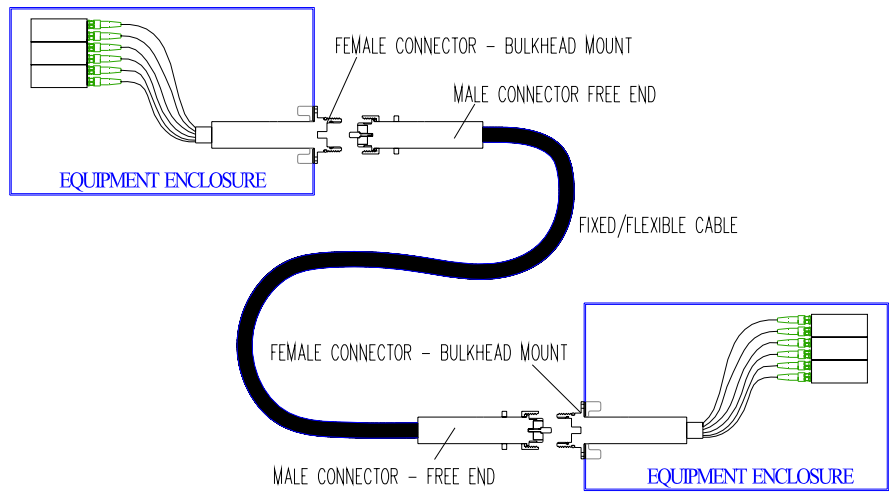 FEMALE CONNECTOR - BULKHEAD MOUNT
MALE CONNECTOR FREE END
EQUIPMENT ENCLOSURE
FIXED/FLEXIBLE CABLE
FEMALE CONNECTOR - BULKHEAD MOUNT
MALE CONNECTOR - FREE END
EQUIPMENT ENCLOSURE